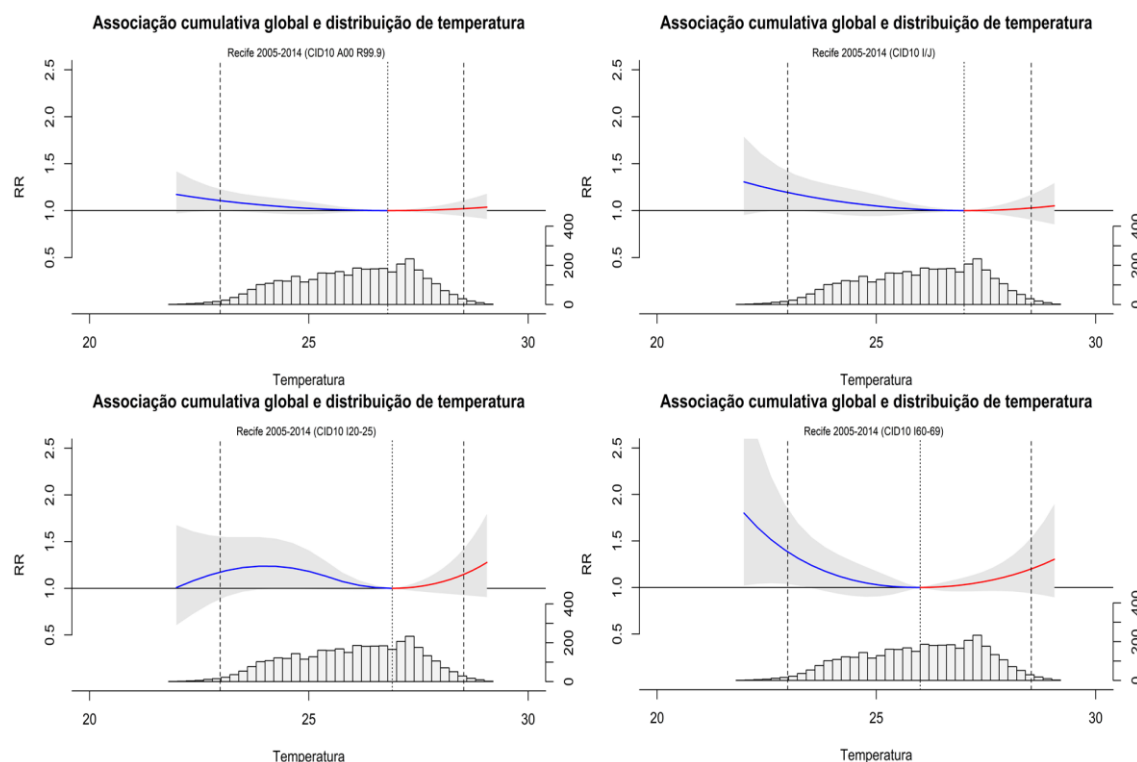 Associação cumulativa global e distribuição de temperatura
Recife 2005-2014 (CID10 A00 R99.9)
2.5
2.0
1.5
1.0
0.5
RR
400
200
0
20
25
30
Temperatura
Associação cumulativa global e distribuição de temperatura
Recife 2005-2014 (CID10 I/J)
2.5
2.0
1.5
1.0
0.5
RR
400
200
0
20
25
30
Temperatura
Associação cumulativa global e distribuição de temperatura
Recife 2005-2014 (CID10 I20-25)
2.5
2.0
1.5
1.0
0.5
RR
400
200
0
20
25
30
Temperatura
Associação cumulativa global e distribuição de temperatura
Recife 2005-2014 (CID10 I60-69)
2.5
2.0
1.5
1.0
0.5
RR
400
200
0
20
25
30
Temperatura